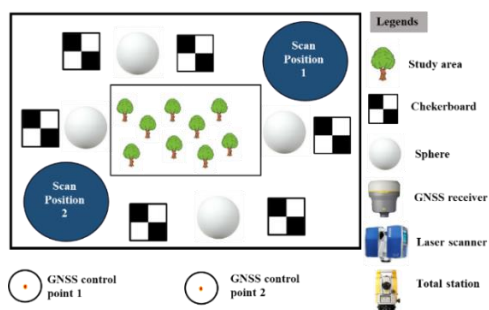 Legends
Scan
Position
1
Study area
Chekerboard
Sphere
Scan
Position
2
GNSS receiver
Laser scanner
GNSS control
point 1
GNSS control
point 2
Total station